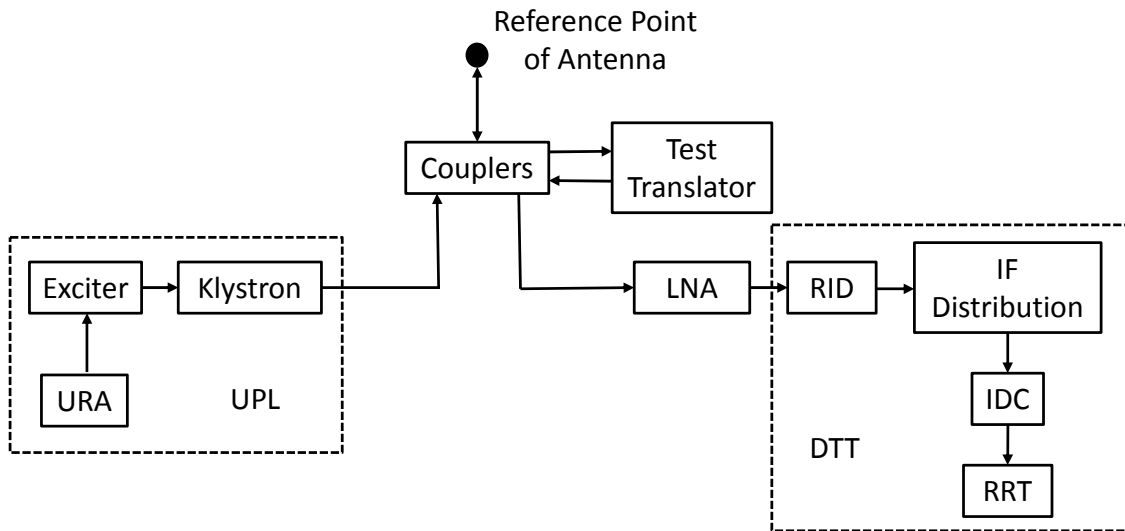 Reference Point
of Antenna
Couplers
Test
Translator
Exciter
Klystron
URA
UPL
LNA
RID
IF
Distribution
IDC
DTT
RRT